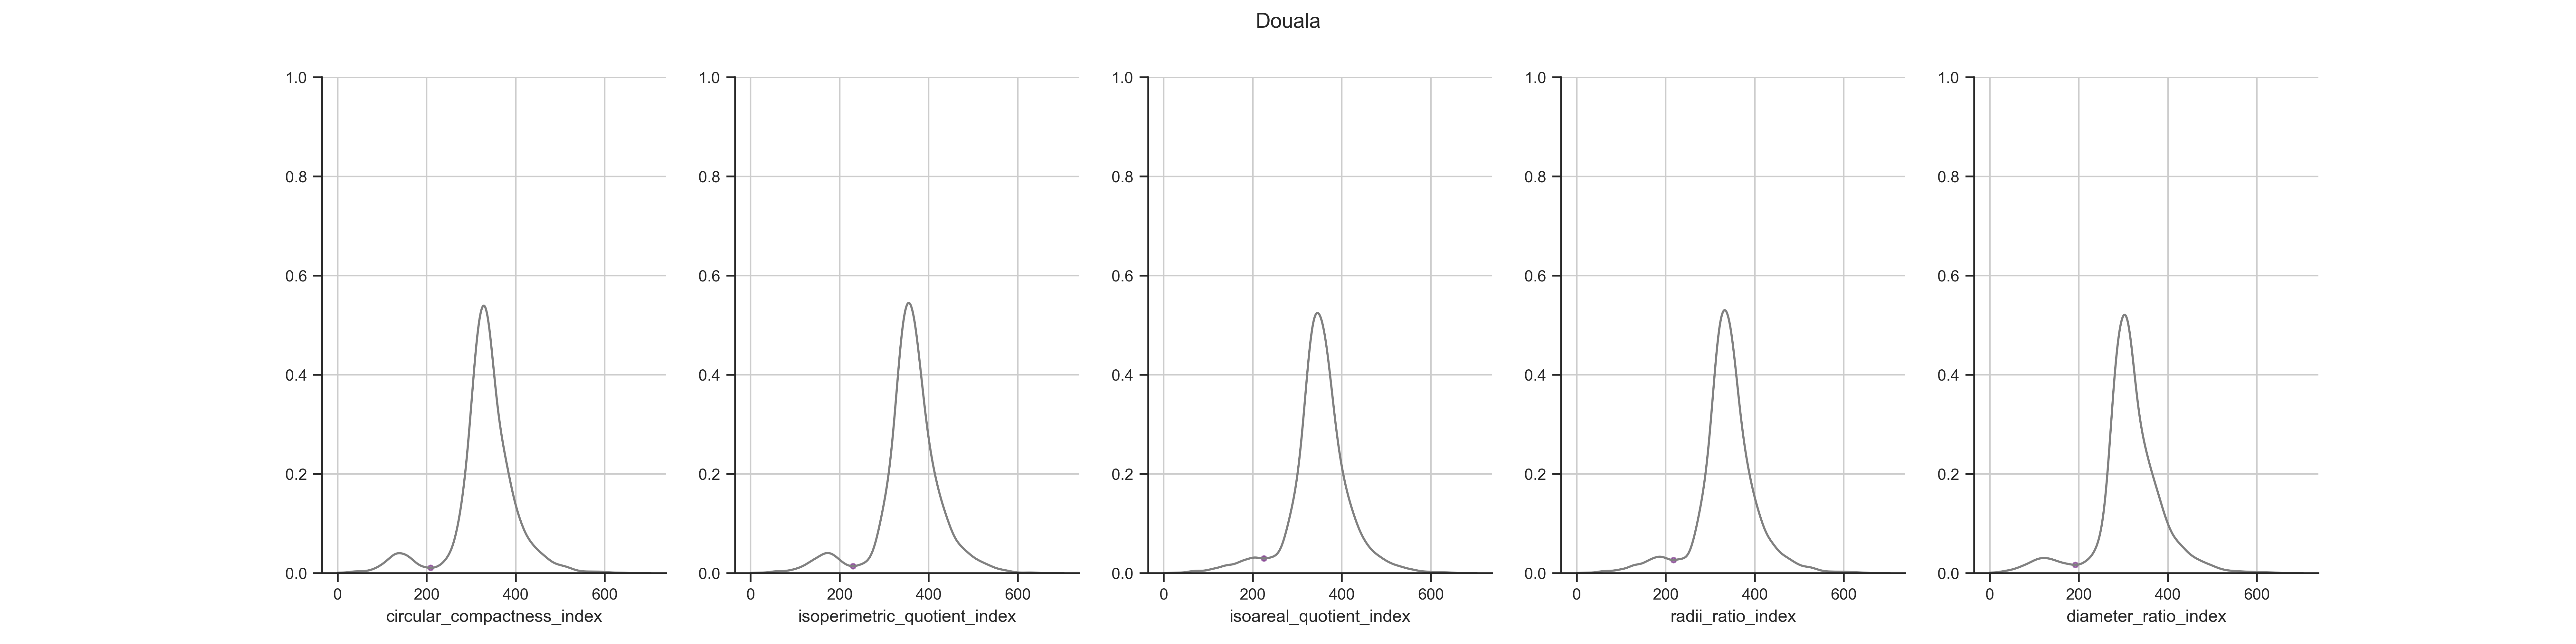 Douala
1.0 1.0 1.0 1.0 1.0
0.8 0.8 0.8 0.8 0.8
0.6 0.6 0.6 0.6 0.6
0.4 0.4 0.4 0.4 0.4
0.2 0.2 0.2 0.2 0.2
0.0 0.0 0.0 0.0 0.0
0 200 400 600 0 200 400 600 0 200 400 600 0 200 400 600 0 200 400 600
circular_compactness_index isoperimetric_quotient_index isoareal_quotient_index radii_ratio_index diameter_ratio_index